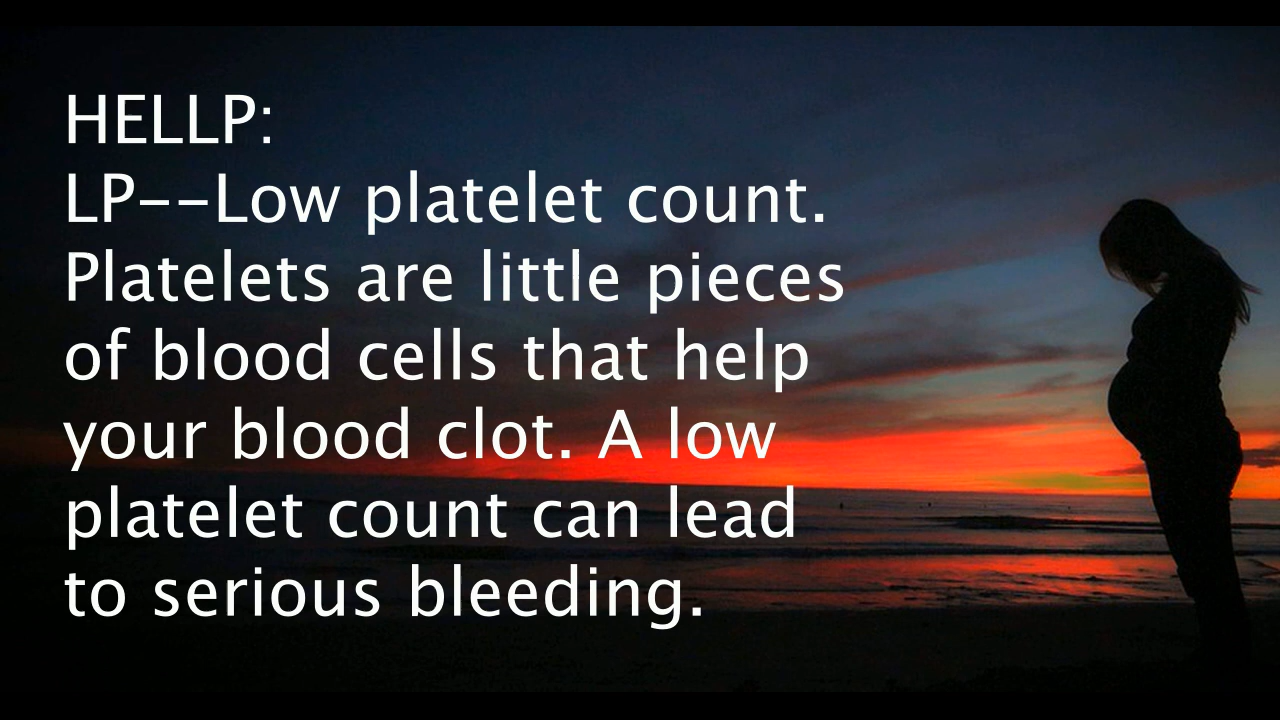 HELLP:
LP--Low platelet count.
Platelets are little pieces
of blood cells that help
your blood clot. A low
platelet count can lead
to serious bleeding.